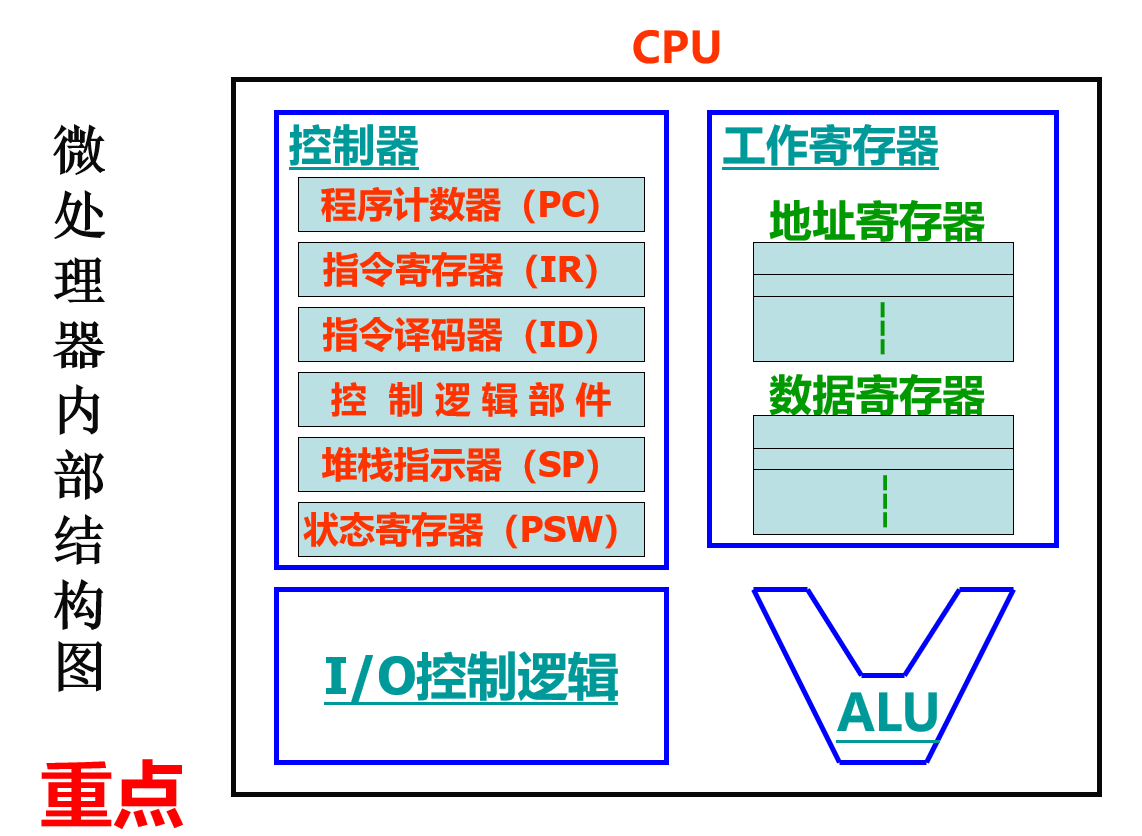 CPU
微处理器内部结构图
控制器
程序计数器（PC）
指令寄存器（IR）
指令译码器（ID）
控 制 逻 辑 部 件
堆栈指示器（SP）
状态寄存器（PSW）
工作寄存器
地址寄存器
数据寄存器
I/O控制逻辑
ALU
重点